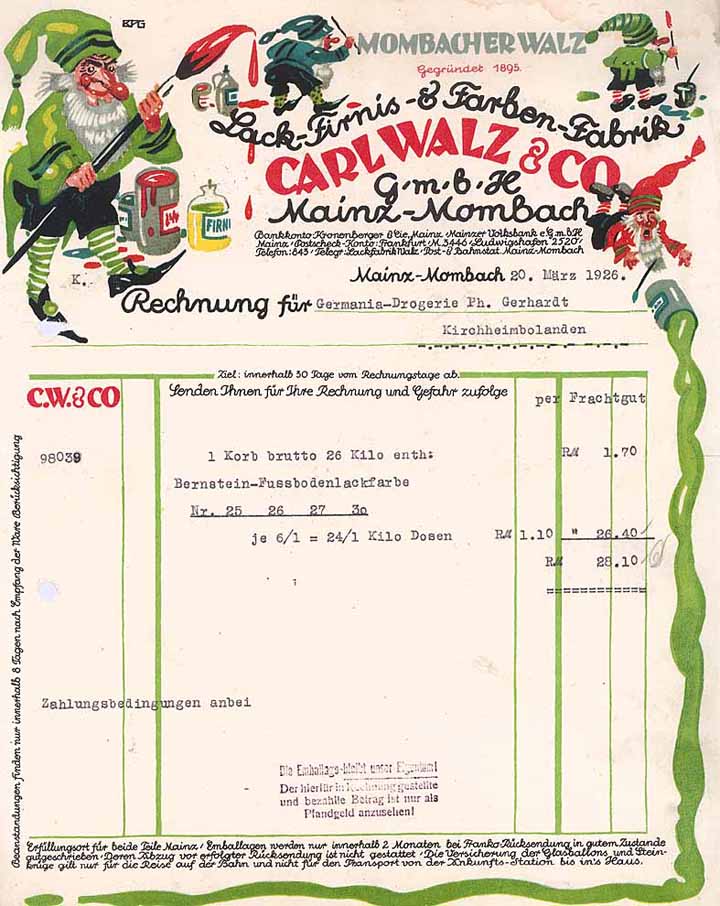 KPG
MOMBACHER WALZ
Gegründet 1895.
Lack-Firnis-& Farben-Fabrik
CARL WALZ & CO
G.m.b.H
Mainz-Mombach
FIRNI
Bankkonto: Kronenberger & Cie, Mainz, Mainzer Volksbank e.G.m.b.H
Mainz, Postscheck-Konto: Frankfurt/M. 3446, Ludwigshafen 2520,
Telefon: 843, Telegr. Lackfabrik Walz, Post-& Bahnstat. Mainz-Mombach
K.
Mainz-Mombach 20. März 1926.
Rechnung für Germania-Drogerie Ph. Gerhardt
Kirchheimbolanden
Ziel: innerhalb 30 Tage vom Rechnungstage ab.
C.W.& CO
Senden Ihnen für Ihre Rechnung und Gefahr zufolge
per Frachtgut
98039
1 Korb brutto 26 Kilo enth:
RM 1.70
Bernstein-Fussbodenlackfarbe
Nr. 25 26 27 30
je 6/1 = 24/1 Kilo Dosen RM 1.10 " 26.40
RM 28.10
Zahlungsbedingungen anbei
Die Emballage bleibt unser Eigentum!
Der hierfür in Rechnung gestellte
und bezahlte Betrag ist nur als
Pfandgeld anzusehen!
Beanstandungen finden nur innerhalb 8 Tagen nach Empfang der Ware Berücksichtigung
Erfüllungsort für beide Teile Mainz, Emballagen werden nur innerhalb 2 Monaten bei Franko-Rücksendung in gutem Zustande
gutgeschrieben, Deren Abzug vor erfolgter Rücksendung ist nicht gestattet, Die Versicherung der Glasballons und Stein-
krüge gilt nur für die Reise auf der Bahn und nicht für den Transport von der Ankunfts-Station bis in's Haus.